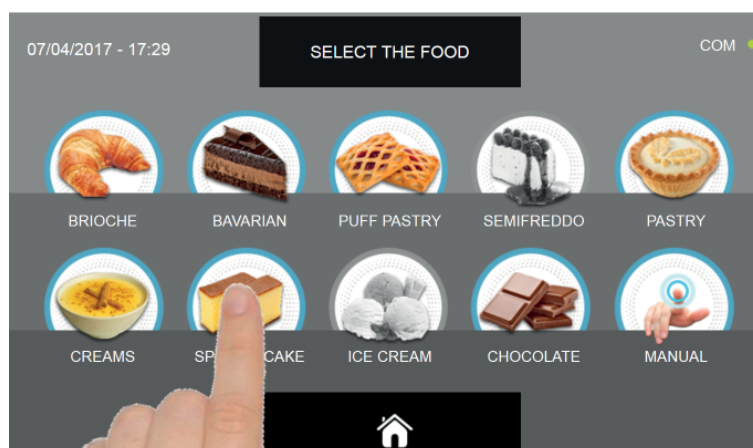 07/04/2017 - 17:29
SELECT THE FOOD
COM
BRIOCHE
BAVARIAN
PUFF PASTRY
SEMIFREDDO
PASTRY
CREAMS
CAKE
ICE CREAM
CHOCOLATE
MANUAL